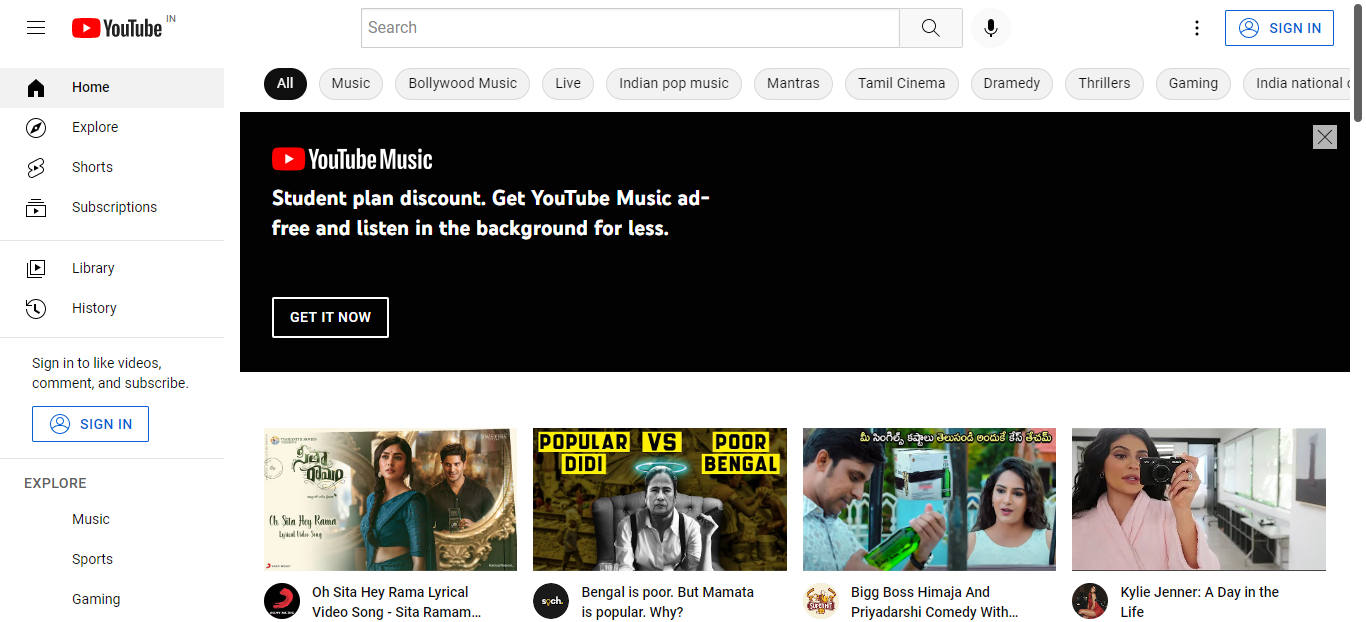 YouTube IN
Search
SIGN IN
Home
Explore
Shorts
Subscriptions
Library
History
Sign in to like videos,
comment, and subscribe.
SIGN IN
EXPLORE
Music
Sports
Gaming
All
Music
Bollywood Music
Live
Indian pop music
Mantras
Tamil Cinema
Dramedy
Thrillers
Gaming
India national
YouTube Music
Student plan discount. Get YouTube Music ad-
free and listen in the background for less.
GET IT NOW
సీతా
రామం
Oh Sita Hey Rama
Lyrical Video Song
Oh Sita Hey Rama Lyrical
Video Song - Sita Ramam...
POPULAR VS POOR
DIDI BENGAL
sqch.
Bengal is poor. But Mamata
is popular. Why?
మీ సింగిల్స్ కష్టాలు తెలుసండి అందుకే కేస్ తేచమ్
Bigg Boss Himaja And
Priyadarshi Comedy With...
Kylie Jenner: A Day in the
Life